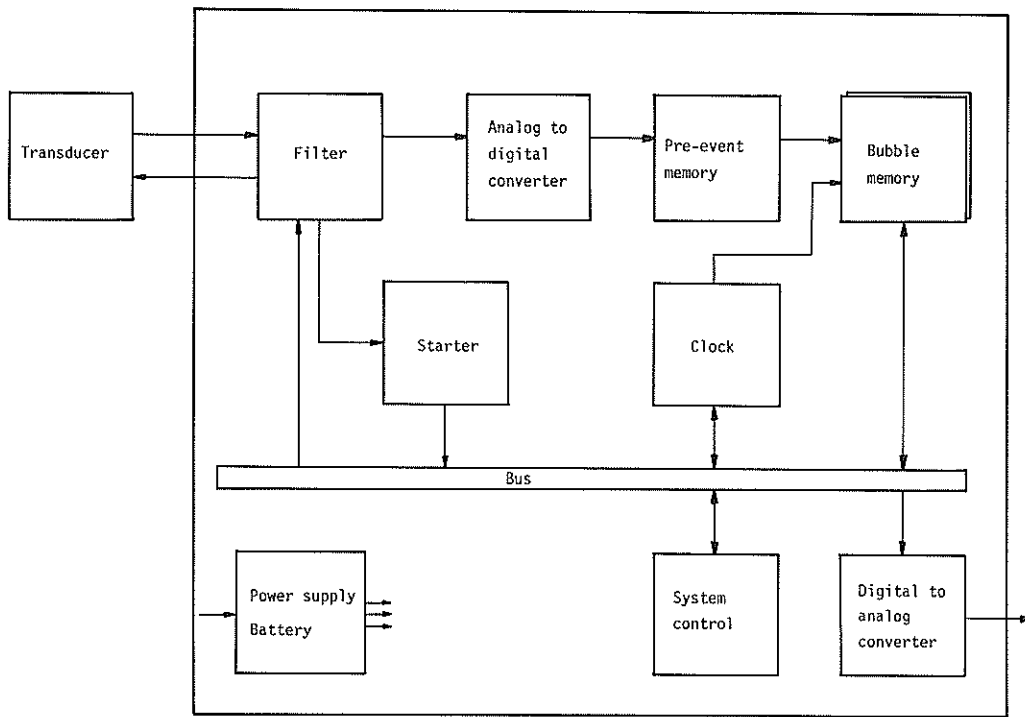 Transducer
Filter
Analog to
digital
converter
Pre-event
memory
Bubble
memory
Starter
Clock
Bus
Power supply
Battery
System
control
Digital to
analog
converter